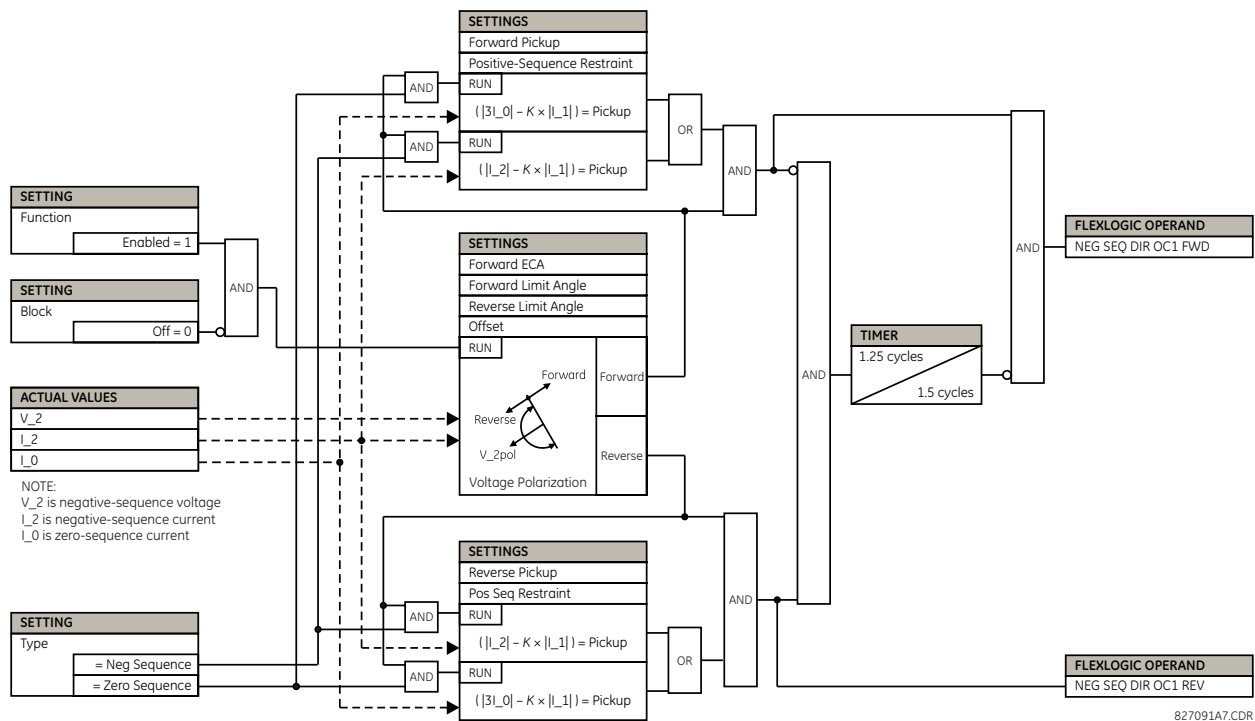 SETTINGS
Forward Pickup
Positive-Sequence Restraint
RUN
( |3I_0| – K × |I_1| ) = Pickup
RUN
( |I_2| – K × |I_1| ) = Pickup
AND
AND
OR
AND
SETTING
Function
Enabled = 1
SETTING
Block
Off = 0
AND
ACTUAL VALUES
V_2
I_2
I_0
NOTE:
V_2 is negative-sequence voltage
I_2 is negative-sequence current
I_0 is zero-sequence current
SETTINGS
Forward ECA
Forward Limit Angle
Reverse Limit Angle
Offset
RUN
Forward
Reverse
V_2pol
Voltage Polarization
Forward
Reverse
AND
TIMER
1.25 cycles
1.5 cycles
AND
FLEXLOGIC OPERAND
NEG SEQ DIR OC1 FWD
SETTING
Type
= Neg Sequence
= Zero Sequence
SETTINGS
Reverse Pickup
Pos Seq Restraint
RUN
( |I_2| – K × |I_1| ) = Pickup
RUN
( |3I_0| – K × |I_1| ) = Pickup
AND
AND
OR
AND
FLEXLOGIC OPERAND
NEG SEQ DIR OC1 REV
827091A7.CDR